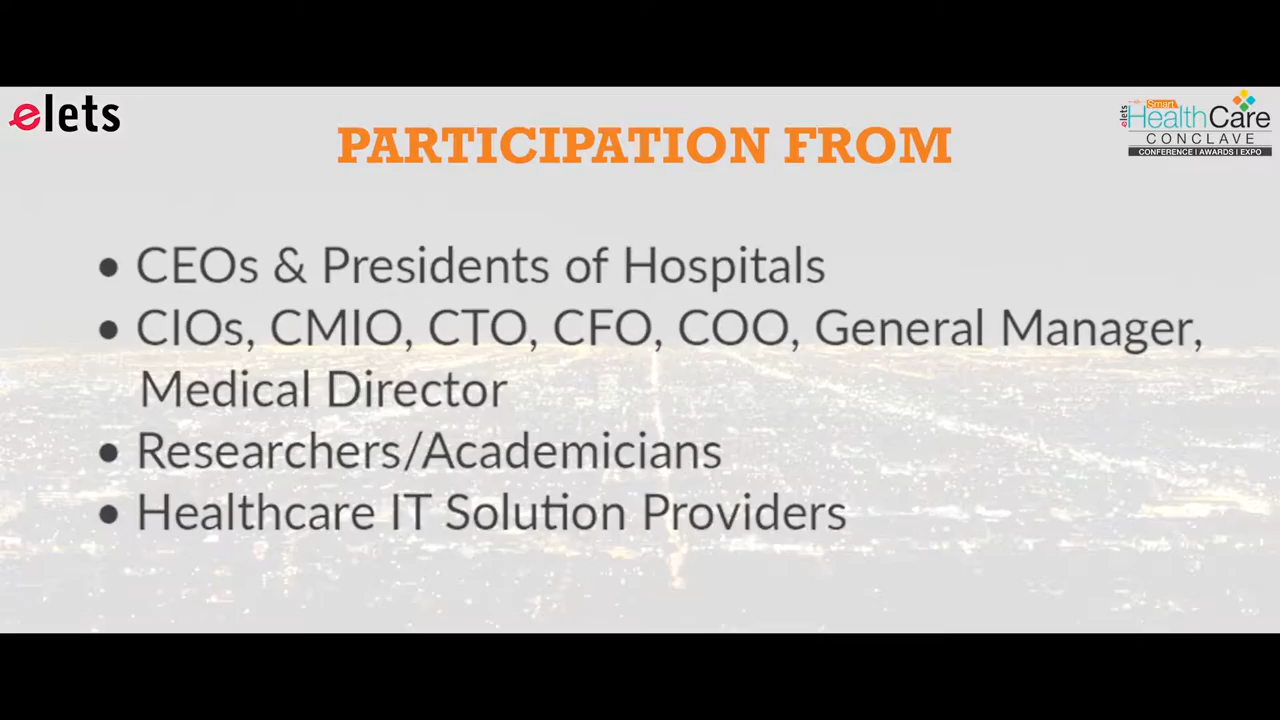 elets
elets
Smart
HealthCare
CONCLAVE
CONFERENCE | AWARDS | EXPO
PARTICIPATION FROM
• CEOs & Presidents of Hospitals
• CIOs, CMIO, CTO, CFO, COO, General Manager,
Medical Director
• Researchers/Academicians
• Healthcare IT Solution Providers